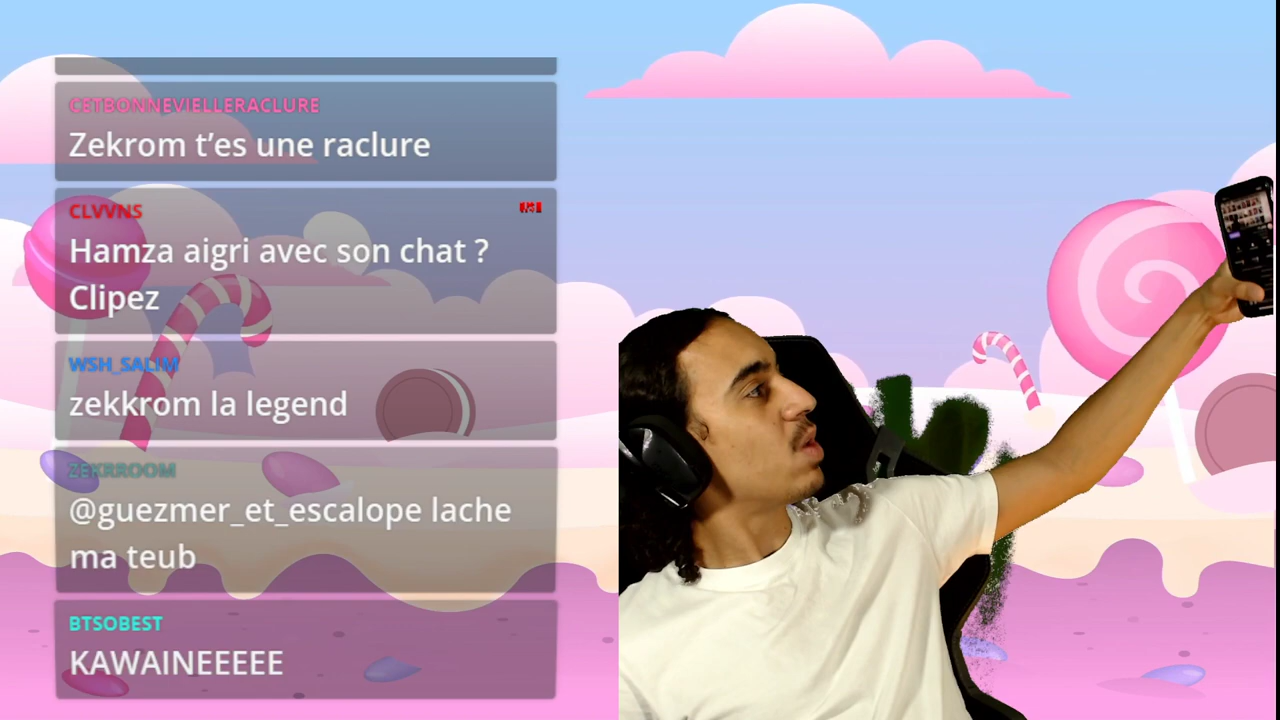 CETBONNEVIELLERACLURE
Zekrom t’es une raclure
CLVVNS
Hamza aigri avec son chat ?
Clipez
WSH_SALIM
zekkrom la legend
ZEKRROOM
@guezmer_et_escalope lache
ma teub
BTSOBEST
KAWAINEEEEE